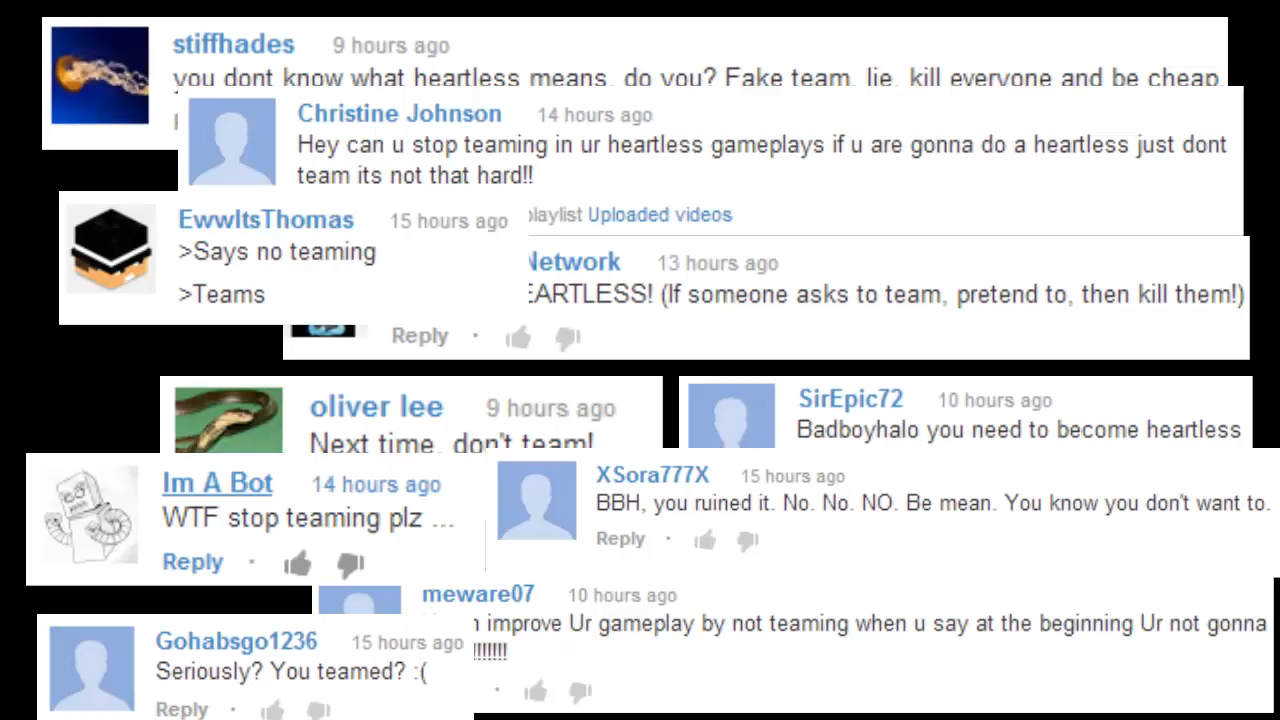 stiffhades 9 hours ago
you dont know what heartless means, do you? Fake team, lie, kill everyone and be cheap.
Christine Johnson 14 hours ago
Hey can u stop teaming in ur heartless gameplays if u are gonna do a heartless just dont
team its not that hard!!
EwwItsThomas 15 hours ago
>Says no teaming
>Teams
playlist Uploaded videos
Network 13 hours ago
EARTLESS! (If someone asks to team, pretend to, then kill them!)
Reply ·
oliver lee 9 hours ago
Next time, don't team!
SirEpic72 10 hours ago
Badboyhalo you need to become heartless
Im A Bot 14 hours ago
WTF stop teaming plz ...
Reply ·
XSora777X 15 hours ago
BBH, you ruined it. No. No. NO. Be mean. You know you don't want to.
Reply ·
meware07 10 hours ago
improve Ur gameplay by not teaming when u say at the beginning Ur not gonna
!!!!!!!!
Gohabsgo1236 15 hours ago
Seriously? You teamed? :(
Reply ·